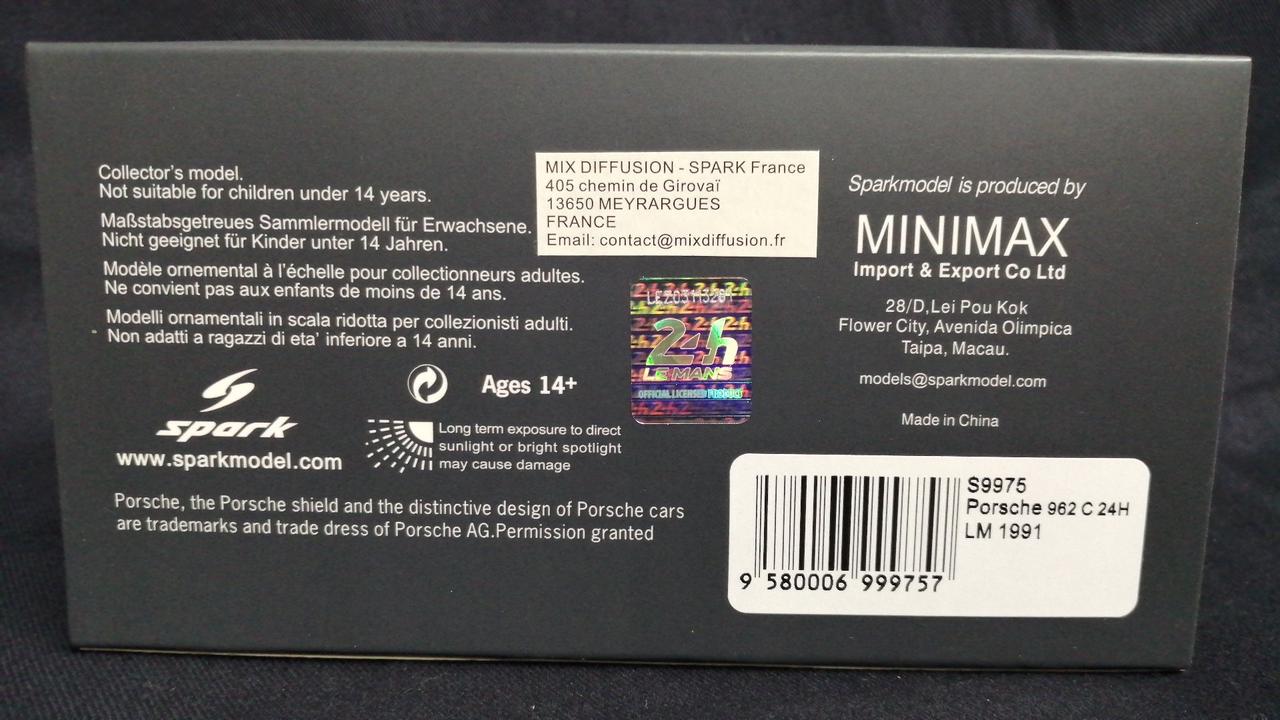 Collector's model.
Not suitable for children under 14 years.
Maßstabsgetreues Sammlermodell für Erwachsene.
Nicht geeignet für Kinder unter 14 Jahren.
Modèle ornemental à l'échelle pour collectionneurs adultes.
Ne convient pas aux enfants de moins de 14 ans.
Modelli ornamentali in scala ridotta per collezionisti adulti.
Non adatti a ragazzi di eta' inferiore a 14 anni.
Ages 14+
spark
www.sparkmodel.com
Long term exposure to direct
sunlight or bright spotlight
may cause damage
Porsche, the Porsche shield and the distinctive design of Porsche cars
are trademarks and trade dress of Porsche AG.Permission granted
MIX DIFFUSION - SPARK France
405 chemin de Girovaï
13650 MEYRARGUES
FRANCE
Email: contact@mixdiffusion.fr
24h
LE MANS
OFFICIAL LICENSED PRODUCT
Sparkmodel is produced by
MINIMAX
Import & Export Co Ltd
28/D,Lei Pou Kok
Flower City, Avenida Olimpica
Taipa, Macau.
models@sparkmodel.com
Made in China
S9975
Porsche 962 C 24H
LM 1991
9 580006 999757